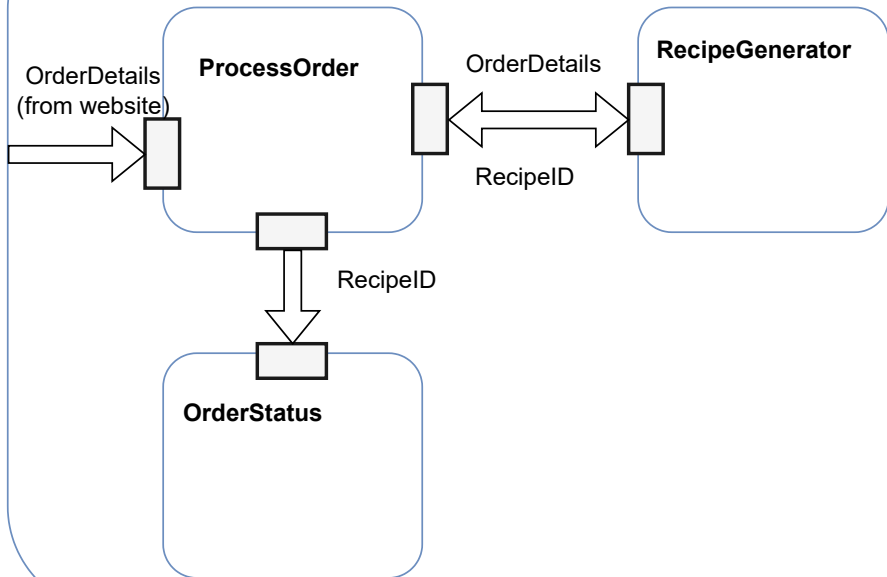 OrderDetails
(from website)
ProcessOrder
OrderDetails
RecipeID
RecipeGenerator
RecipeID
OrderStatus